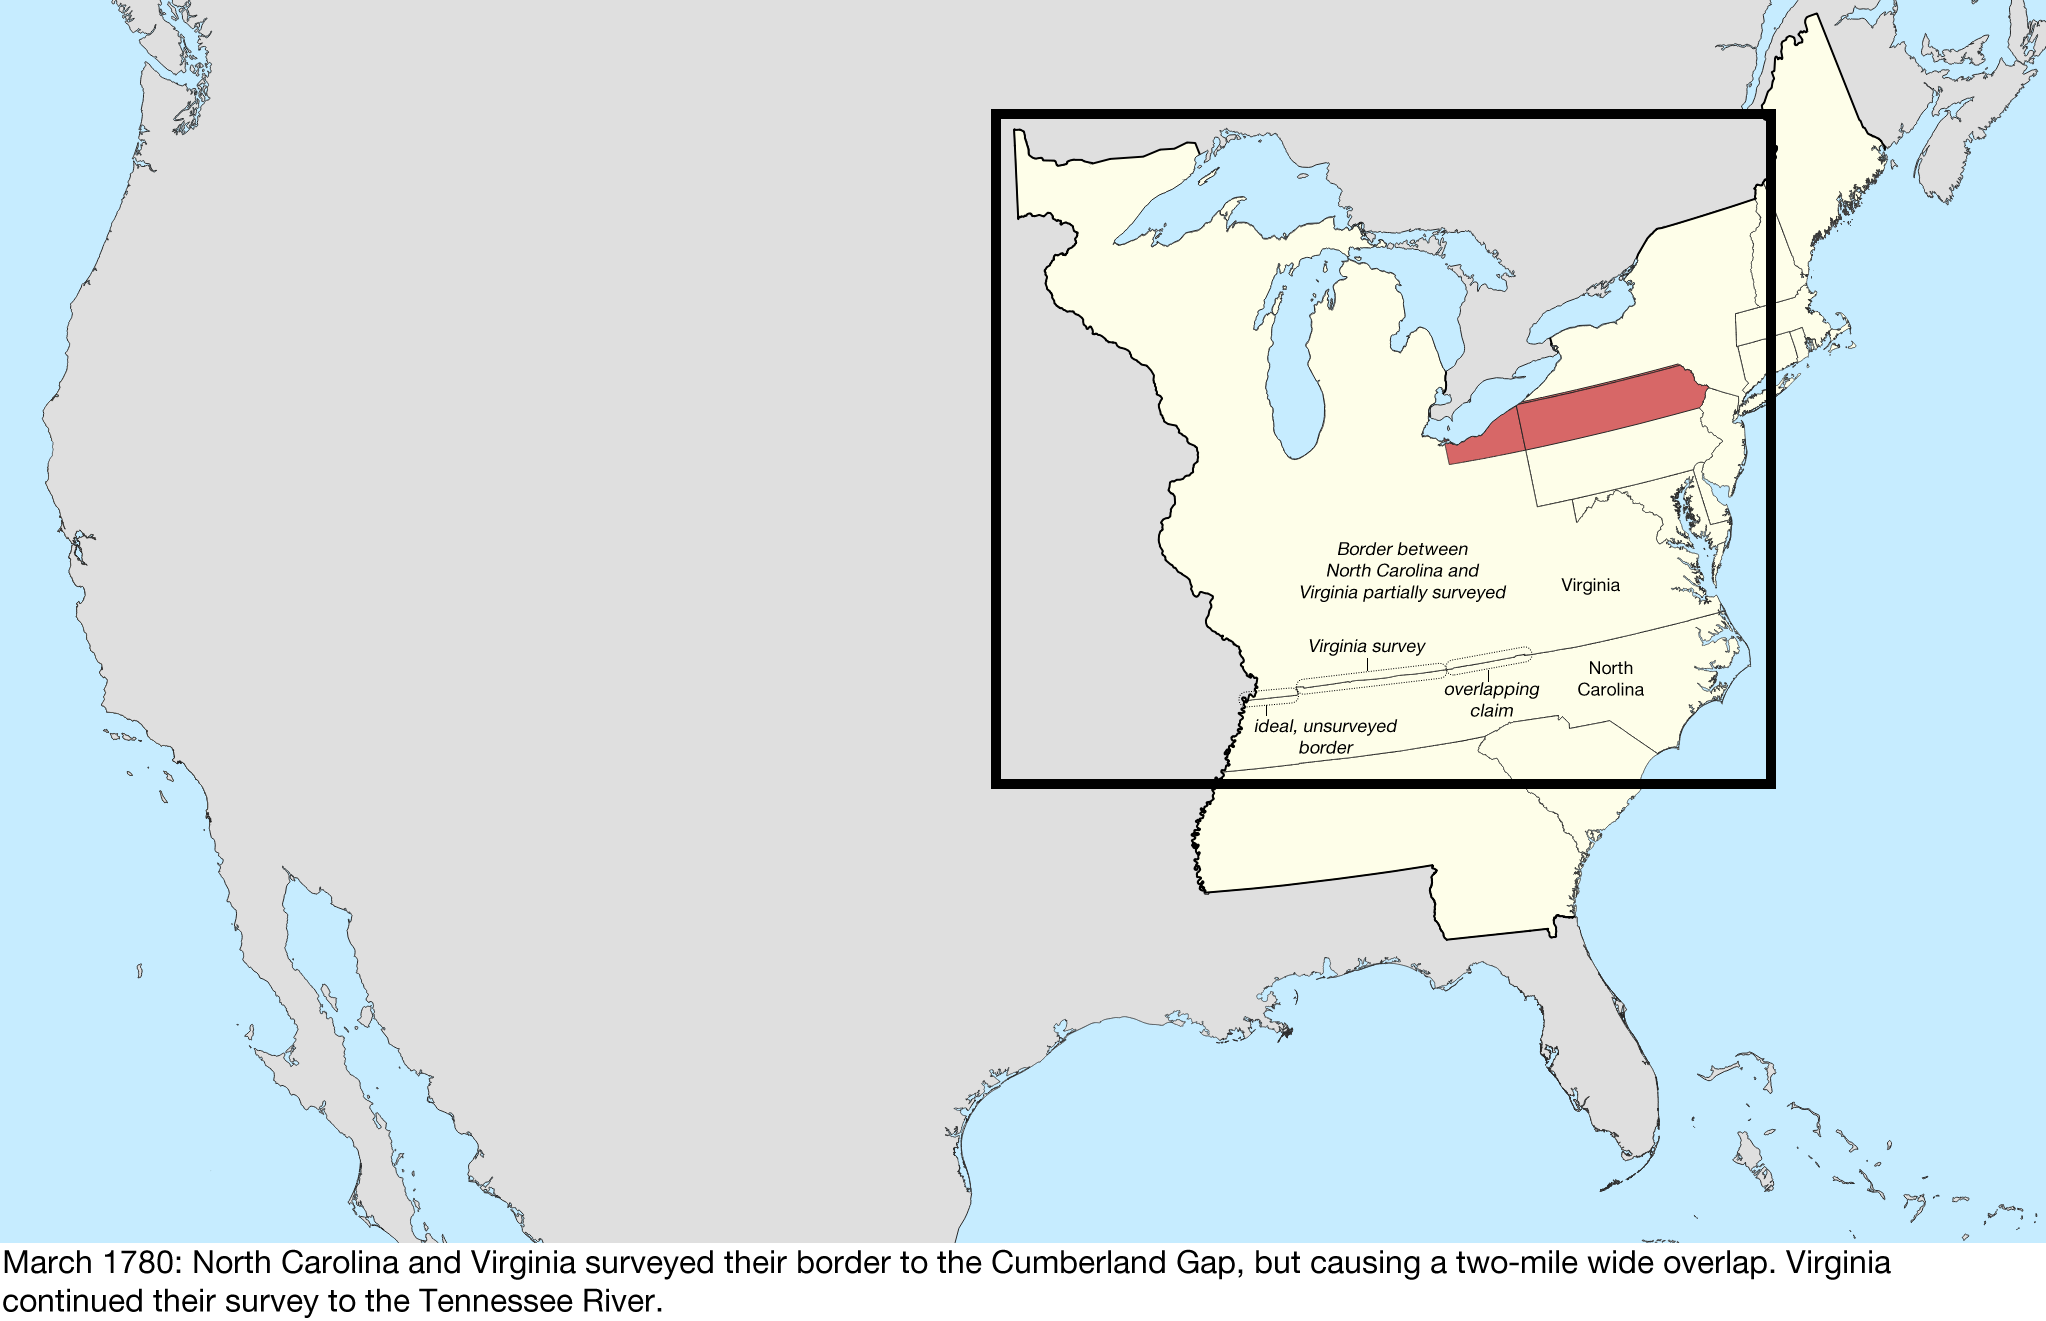 Border between
North Carolina and
Virginia partially surveyed
Virginia
Virginia survey
North
Carolina
overlapping
claim
ideal, unsurveyed
border
March 1780: North Carolina and Virginia surveyed their border to the Cumberland Gap, but causing a two-mile wide overlap. Virginia
continued their survey to the Tennessee River.